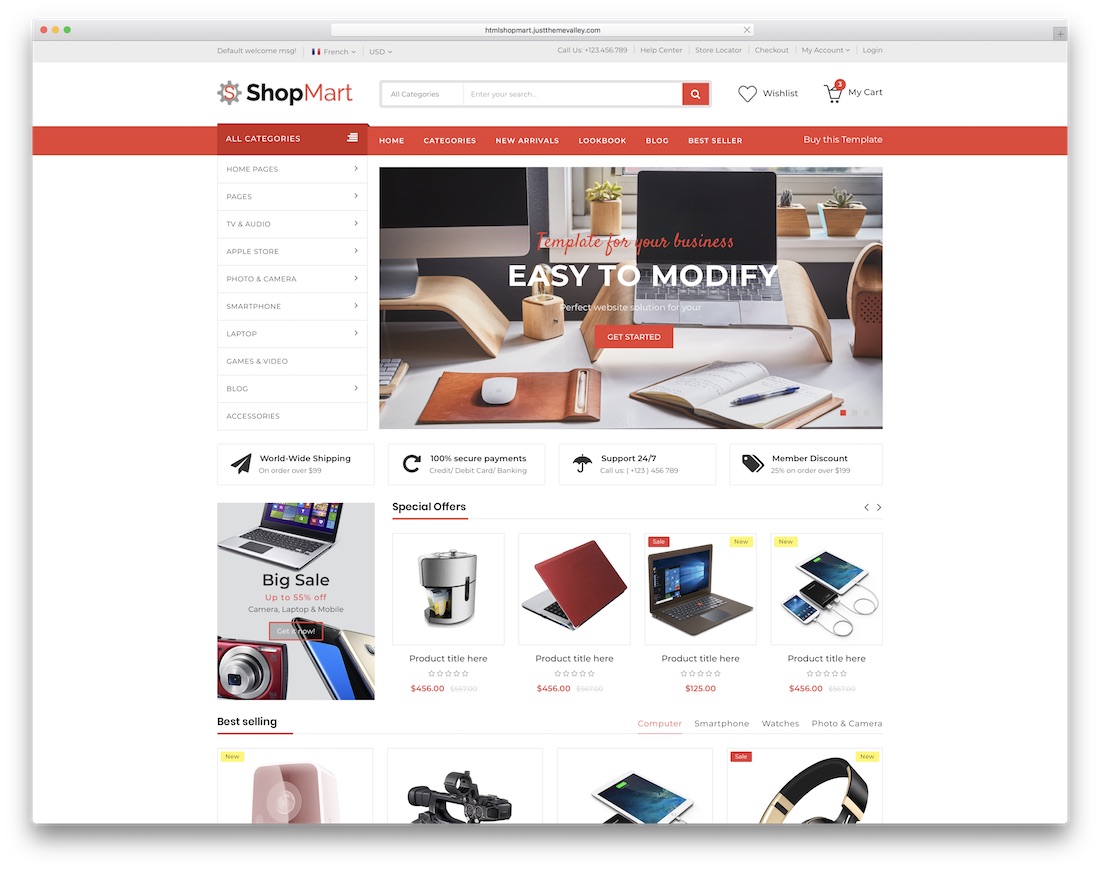 htmlshopmart.justthemevalley.com
Default welcome msg! French USD Call Us: +123.456.789 Help Center Store Locator Checkout My Account Login
ShopMart All Categories Enter your search... Wishlist 3 My Cart
ALL CATEGORIES HOME CATEGORIES NEW ARRIVALS LOOKBOOK BLOG BEST SELLER Buy this Template
HOME PAGES
PAGES
TV & AUDIO
APPLE STORE
PHOTO & CAMERA
SMARTPHONE
LAPTOP
GAMES & VIDEO
BLOG
ACCESSORIES
Template for your business
EASY TO MODIFY
Perfect website solution for your
GET STARTED
World-Wide Shipping
On order over $99
100% secure payments
Credit/ Debit Card/ Banking
Support 24/7
Call us: ( +123 ) 456 789
Member Discount
25% on order over $199
Big Sale
Up to 55% off
Camera, Laptop & Mobile
Get it now!
Special Offers
Sale New New
Product title here Product title here Product title here Product title here
$456.00 $567.00 $456.00 $567.00 $125.00 $456.00 $567.00
Best selling Computer Smartphone Watches Photo & Camera
New Sale New